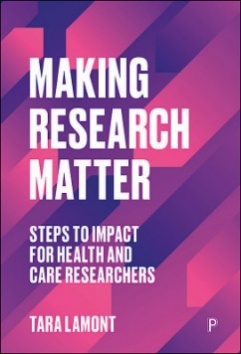 MAKING
RESEARCH
MATTER
STEPS TO IMPACT
FOR HEALTH AND
CARE RESEARCHERS
TARA LAMONT
P